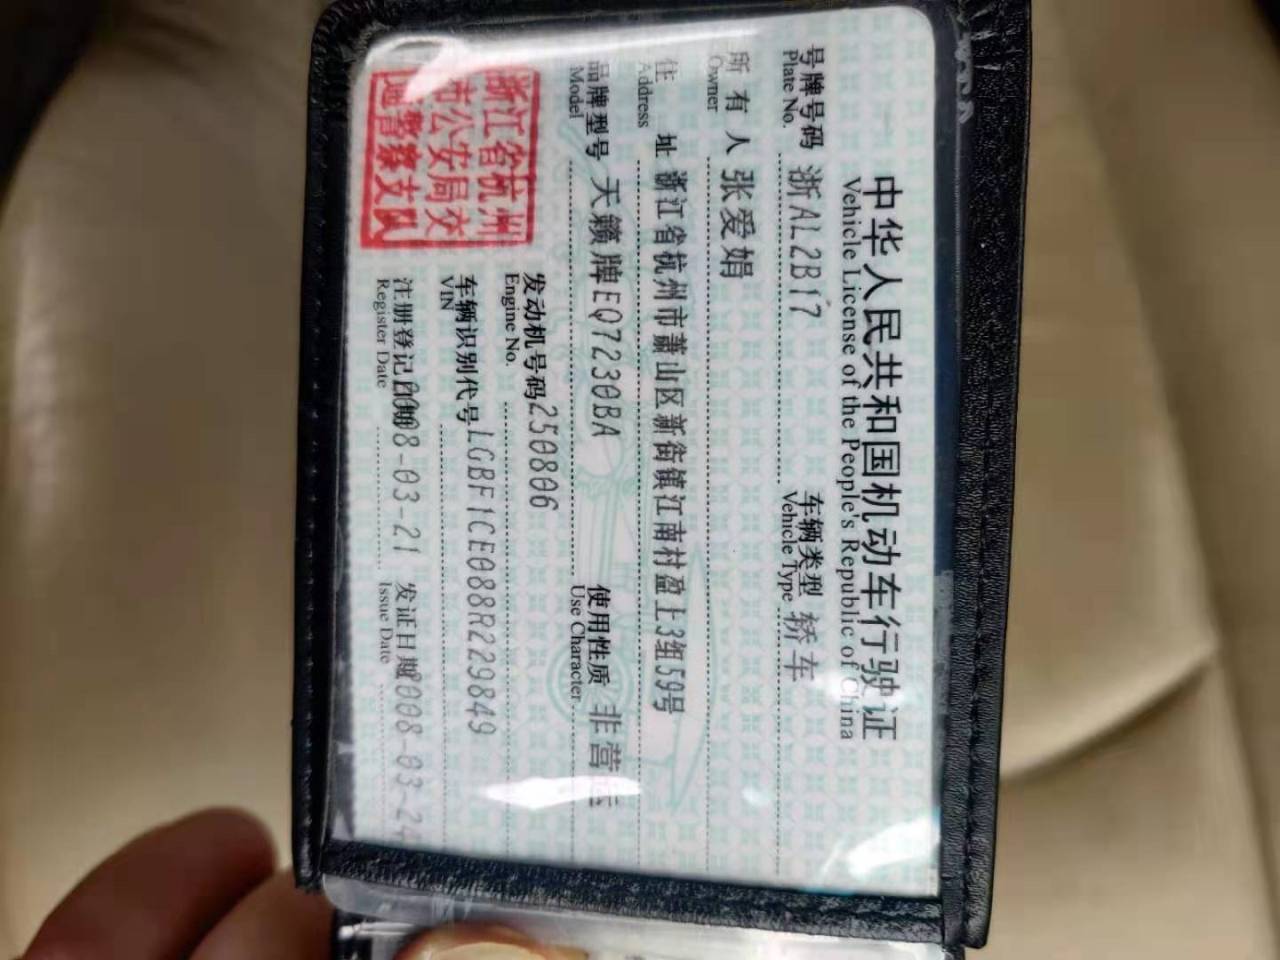 中华人民共和国机动车行驶证
Vehicle License of the People's Republic of China
号牌号码 浙AL2B17 车辆类型 轿车
Plate No. Vehicle Type
所有人 张爱娟
Owner
住址 浙江省杭州市萧山区新街镇江南村盈上3组59号
Address
品牌型号 天籁牌EQ7230BA 使用性质 非营运
Model Use Character
浙江省杭州
市公安局交
通警察支队
发动机号码 250806
Engine No.
车辆识别代号 LGBF1CE088R229849
VIN
注册登记日期 2008-03-21 发证日期 2008-03-24
Register Date Issue Date